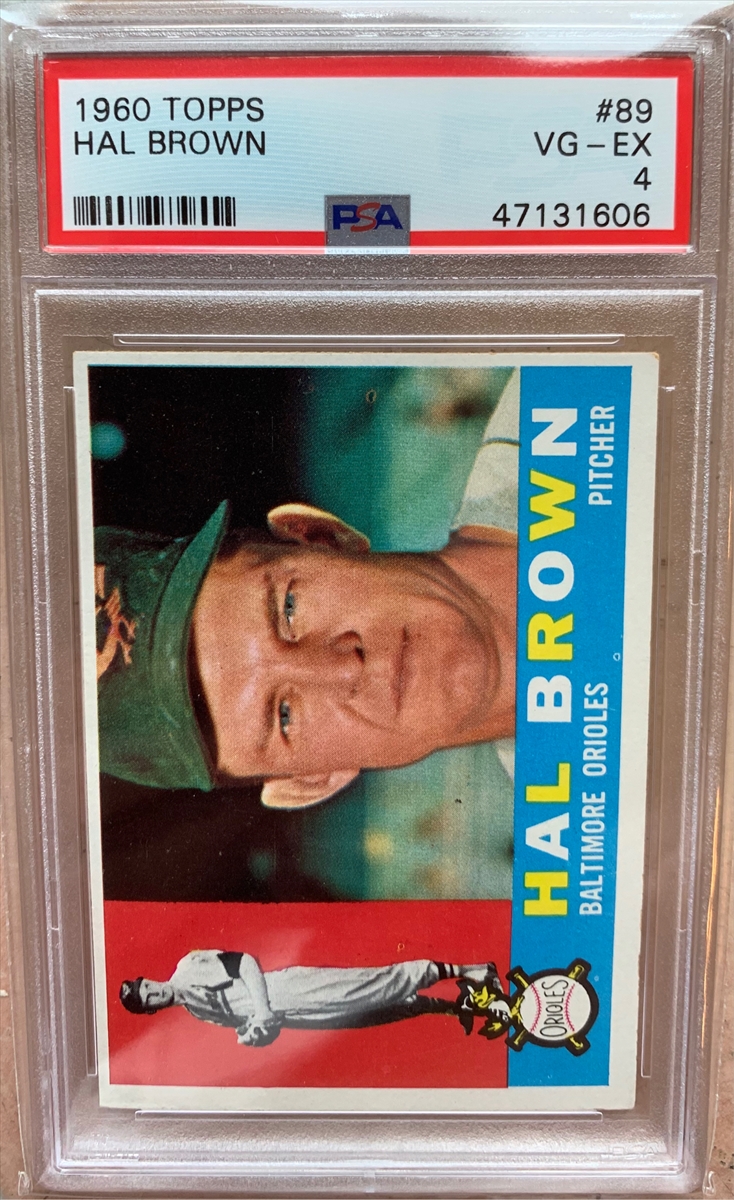 1960 TOPPS
#89
HAL BROWN
VG - EX
4
PSA
47131606
HAL BROWN
BALTIMORE ORIOLES
PITCHER
ORIOLES